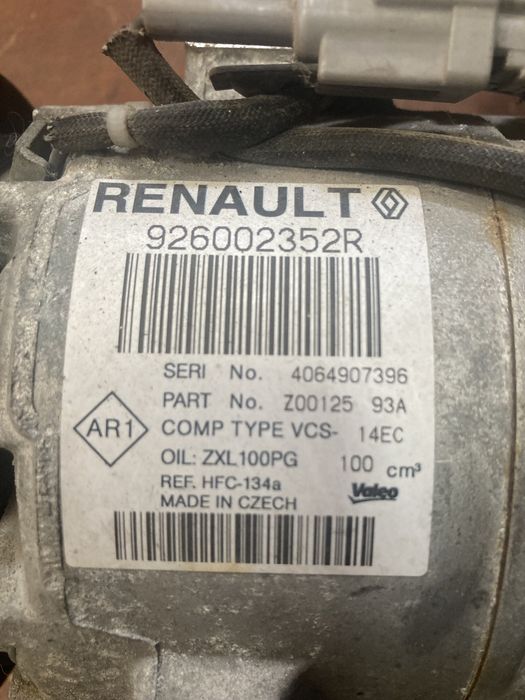 RENAULT
926002352R
SERI No. 4064907396
PART No. Z00125 93A
COMP TYPE VCS- 14EC
AR1
OIL: ZXL100PG 100 cm³
REF. HFC-134a
Valeo
MADE IN CZECH